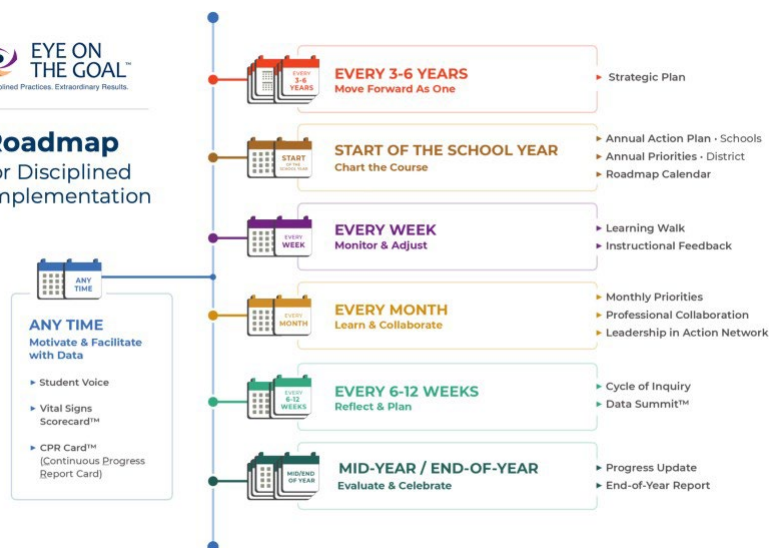 EYE ON
THE GOAL™
Practices. Extraordinary Results.
or Disciplined
EVERY
3-6
YEARS
EVERY 3-6 YEARS
Move Forward As One
Strategic Plan
START
OF THE
SCHOOL YEAR
START OF THE SCHOOL YEAR
Chart the Course
Annual Action Plan · Schools
Annual Priorities · District
Roadmap Calendar
EVERY
WEEK
EVERY WEEK
Monitor & Adjust
Learning Walk
Instructional Feedback
ANY
TIME
ANY TIME
Motivate & Facilitate
with Data
Student Voice
Vital Signs
Scorecard™
CPR Card™
(Continuous Progress
Report Card)
EVERY
MONTH
EVERY MONTH
Learn & Collaborate
Monthly Priorities
Professional Collaboration
Leadership in Action Network
EVERY
6-12
WEEKS
EVERY 6-12 WEEKS
Reflect & Plan
Cycle of Inquiry
Data Summit™
MID/END
OF YEAR
MID-YEAR / END-OF-YEAR
Evaluate & Celebrate
Progress Update
End-of-Year Report